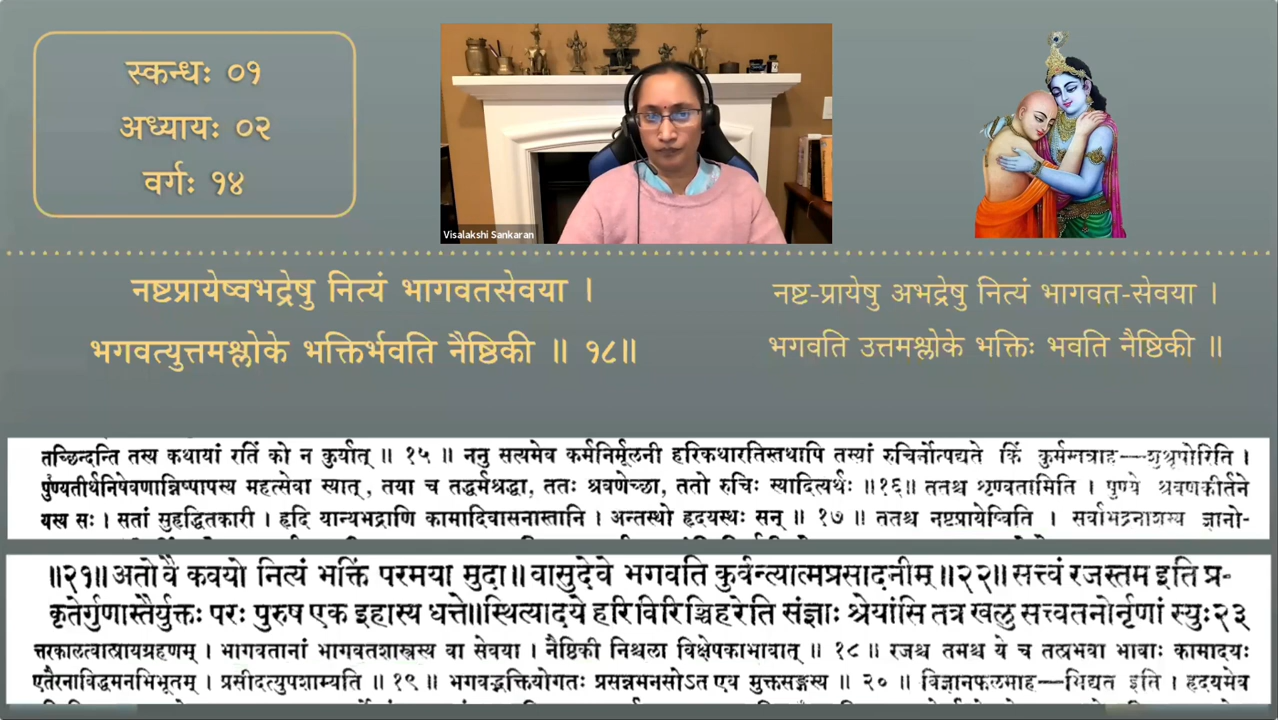 स्कन्धः ०१
अध्यायः ०२
वर्गः १४
Visalakshi Sankaran
नष्टप्रायेष्वभद्रेषु नित्यं भागवतसेवया ।
भगवत्युत्तमश्लोके भक्तिर्भवति नैष्ठिकी ॥ १८॥
नष्ट-प्रायेषु अभद्रेषु नित्यं भागवत-सेवया ।
भगवति उत्तमश्लोके भक्तिः भवति नैष्ठिकी ॥
तच्छिन्दन्ति तस्य कथायां रतिं को न कुर्यात् ॥ १५ ॥ ननु सत्यमेव कर्मनिर्मूलनी हरिकथारतिस्तथापि तस्यां रुचिर्नोत्पद्यते किं कुर्मस्तत्राह—शुश्रूषोरिति ।
पुण्यतीर्थनिषेवणान्निष्पापस्य महत्सेवा स्यात्, तया च तद्धर्मश्रद्धा, ततः श्रवणेच्छा, ततो रुचिः स्यादित्यर्थः ॥१६॥ ततश्च शृण्वतामिति । पुण्ये श्रवणकीर्तने
यस्य सः । सतां सुहृद्धितकारी । हृदि यान्यभद्राणि कामादिवासनास्तानि । अन्तस्थो हृदयस्थः सन् ॥ १७ ॥ ततश्च नष्टप्रायेष्विति । सर्वाभद्रनाशस्य ज्ञानो-
॥२१॥ अतो वै कवयो नित्यं भक्तिं परमया मुदा॥ वासुदेवे भगवति कुर्वन्त्यात्मप्रसादनीम् ॥२२॥ सत्त्वं रजस्तम इति प्र-
कृतेर्गुणास्तैर्युक्तः परः पुरुष एक इहास्य धत्ते॥स्थित्यादये हरिविरिञ्चिहरेति संज्ञाः श्रेयांसि तत्र खलु सत्त्वतनोर्नृणां स्युः२३
त्तरकालत्वात्प्रायग्रहणम् । भागवतानां भागवतशास्त्रस्य वा सेवया । नैष्ठिकी निश्चला विक्षेपकाभावात् ॥ १८ ॥ रजश्च तमश्च ये च तत्प्रभवा भावाः कामादयः
एतैरनाविद्धमनभिभूतम् । प्रसीदत्युपशाम्यति ॥ १९ ॥ भगवद्भक्तियोगतः प्रसन्नमनसोऽत एव मुक्तसङ्गस्य ॥ २० ॥ विज्ञानफलमाह—भिद्यत इति । हृदयमेव